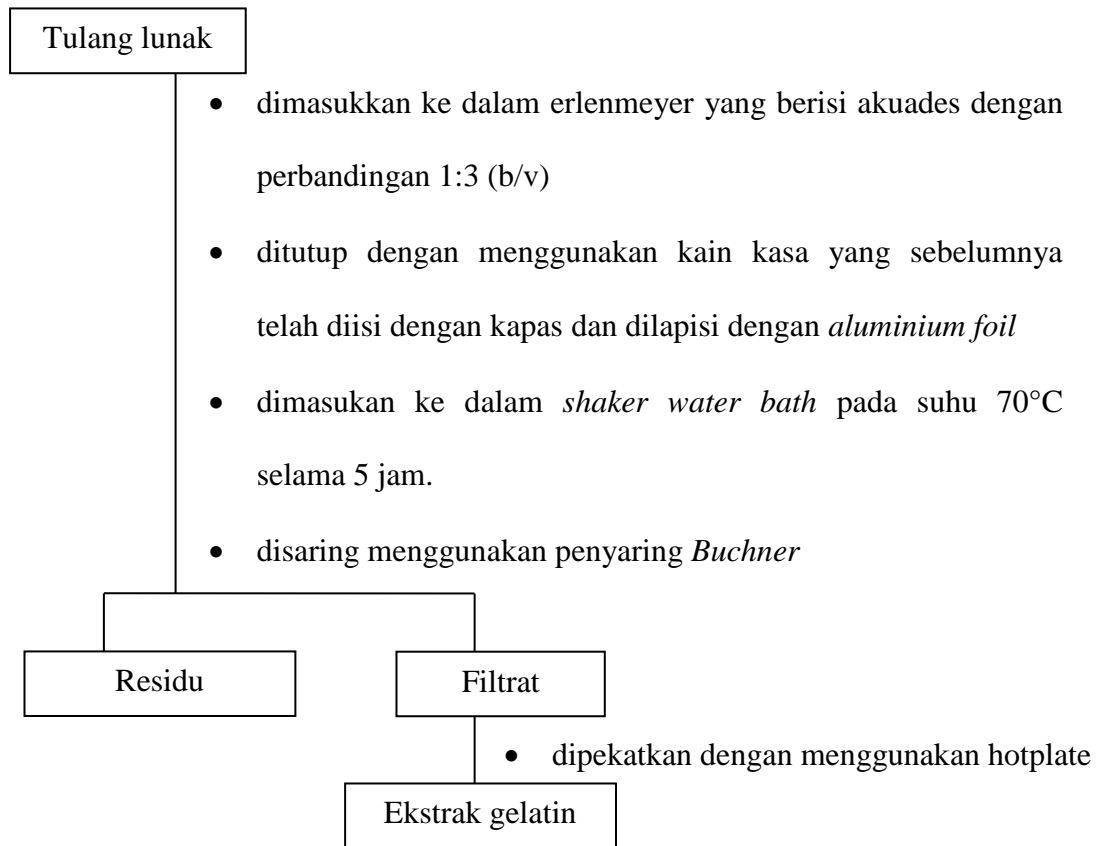 Tulang lunak
• dimasukkan ke dalam erlenmeyer yang berisi akuades dengan
perbandingan 1:3 (b/v)
• ditutup dengan menggunakan kain kasa yang sebelumnya
telah diisi dengan kapas dan dilapisi dengan aluminium foil
• dimasukan ke dalam shaker water bath pada suhu 70°C
selama 5 jam.
• disaring menggunakan penyaring Buchner
Residu
Filtrat
• dipekatkan dengan menggunakan hotplate
Ekstrak gelatin